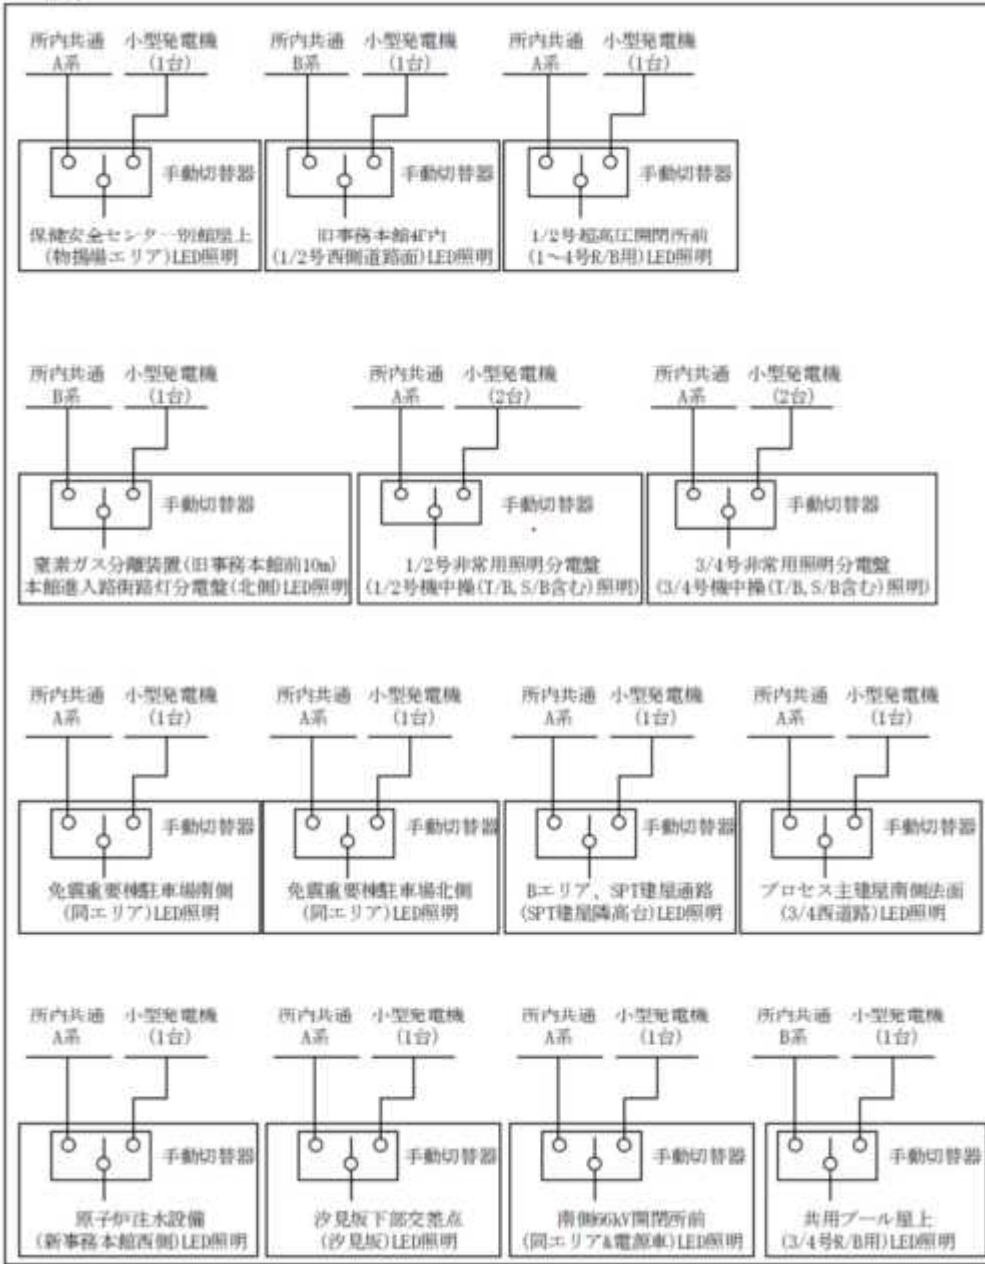 所内共通 小型発電機 所内共通 小型発電機 所内共通 小型発電機
A系 (1台) B系 (1台) A系 (1台)
手動切替器 手動切替器 手動切替器
保健安全センター別館屋上 旧事務本館4F内 1/2号超高圧開閉所前
(物揚場エリア)LED照明 (1/2号西側道路面)LED照明 (1～4号R/B用)LED照明
所内共通 小型発電機 所内共通 小型発電機 所内共通 小型発電機
B系 (1台) A系 (2台) A系 (2台)
手動切替器 手動切替器 手動切替器
窒素ガス分離装置(旧事務本館前10m) 1/2号非常用照明分電盤 3/4号非常用照明分電盤
本館進入路街路灯分電盤(北側)LED照明 (1/2号機中操(T/B,S/B含む)照明) (3/4号機中操(T/B,S/B含む)照明)
所内共通 小型発電機 所内共通 小型発電機 所内共通 小型発電機 所内共通 小型発電機
A系 (1台) A系 (1台) A系 (1台) A系 (1台)
手動切替器 手動切替器 手動切替器 手動切替器
免震重要棟駐車場南側 免震重要棟駐車場北側 Bエリア、SPT建屋通路 プロセス主建屋南側法面
(同エリア)LED照明 (同エリア)LED照明 (SPT建屋隣高台)LED照明 (3/4西道路)LED照明
所内共通 小型発電機 所内共通 小型発電機 所内共通 小型発電機 所内共通 小型発電機
A系 (1台) A系 (1台) A系 (1台) B系 (1台)
手動切替器 手動切替器 手動切替器 手動切替器
原子炉注水設備 汐見坂下部交差点 南側66kV開閉所前 共用プール屋上
(新事務本館西側)LED照明 (汐見坂)LED照明 (同エリア&電源車)LED照明 (3/4号R/B用)LED照明